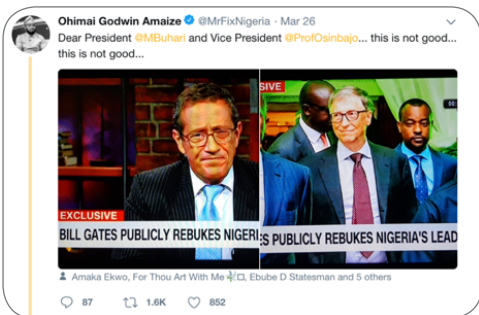 Ohimai Godwin Amaize @MrFixNigeria · Mar 26
Dear President @MBuhari and Vice President @ProfOsinbajo... this is not good...
this is not good...
SIVE
EXCLUSIVE
BILL GATES PUBLICLY REBUKES NIGERI
ES PUBLICLY REBUKES NIGERIA'S LEAD
Amaka Ekwo, For Thou Art With Me, Ebube D Statesman and 5 others
87 1.6K 852